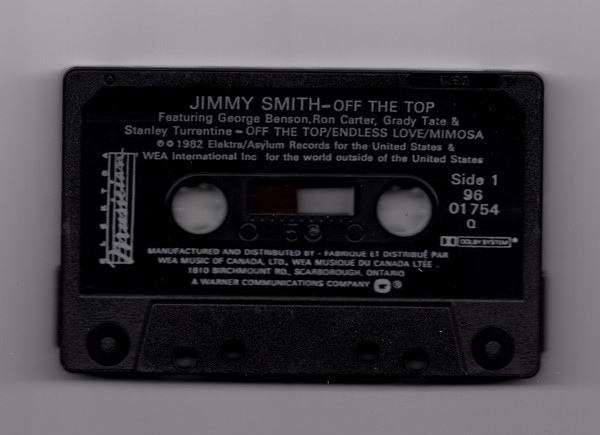 JIMMY SMITH-OFF THE TOP
Featuring George Benson,Ron Carter, Grady Tate &
Stanley Turrentine - OFF THE TOP/ENDLESS LOVE/MIMOSA
℗©1982 Elektra/Asylum Records for the United States &
WEA International Inc for the world outside of the United States
ELEKTRA
Musician
Side 1
96
01754
Q
DOLBY SYSTEM®
MANUFACTURED AND DISTRIBUTED BY - FABRIQUÉ ET DISTRIBUÉ PAR
WEA MUSIC OF CANADA, LTD., WEA MUSIQUE DU CANADA LTÉE.
1810 BIRCHMOUNT RD., SCARBOROUGH, ONTARIO
A WARNER COMMUNICATIONS COMPANY ®